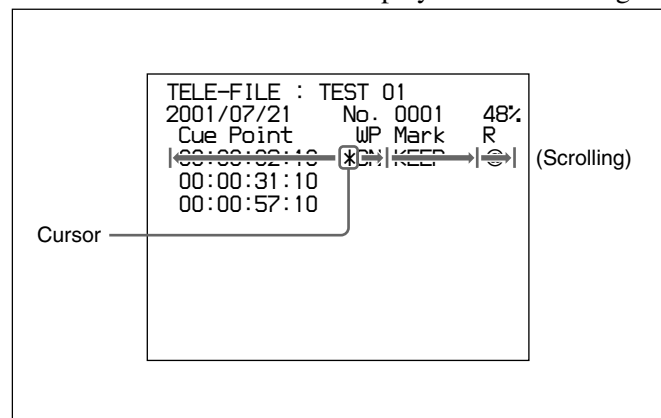 TELE-FILE : TEST 01
2001/07/21 No. 0001 48%
Cue Point WP Mark R
* KEEP
(Scrolling)
00:00:31:10
00:00:57:10
Cursor